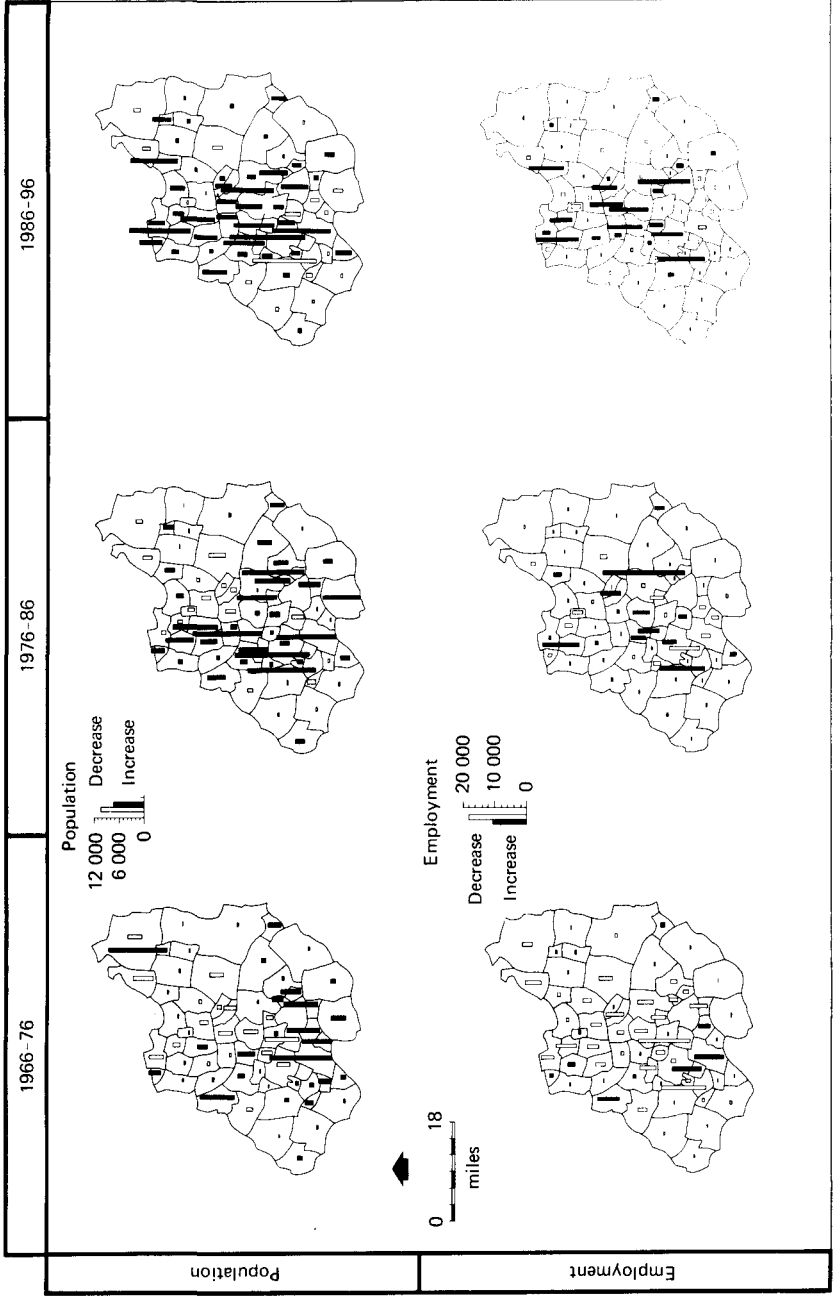 1966–76
1976–86
1986–96
Population
Population
12 000
6 000
0
Decrease
Increase
Employment
Employment
20 000
10 000
0
Decrease
Increase
0
18
miles